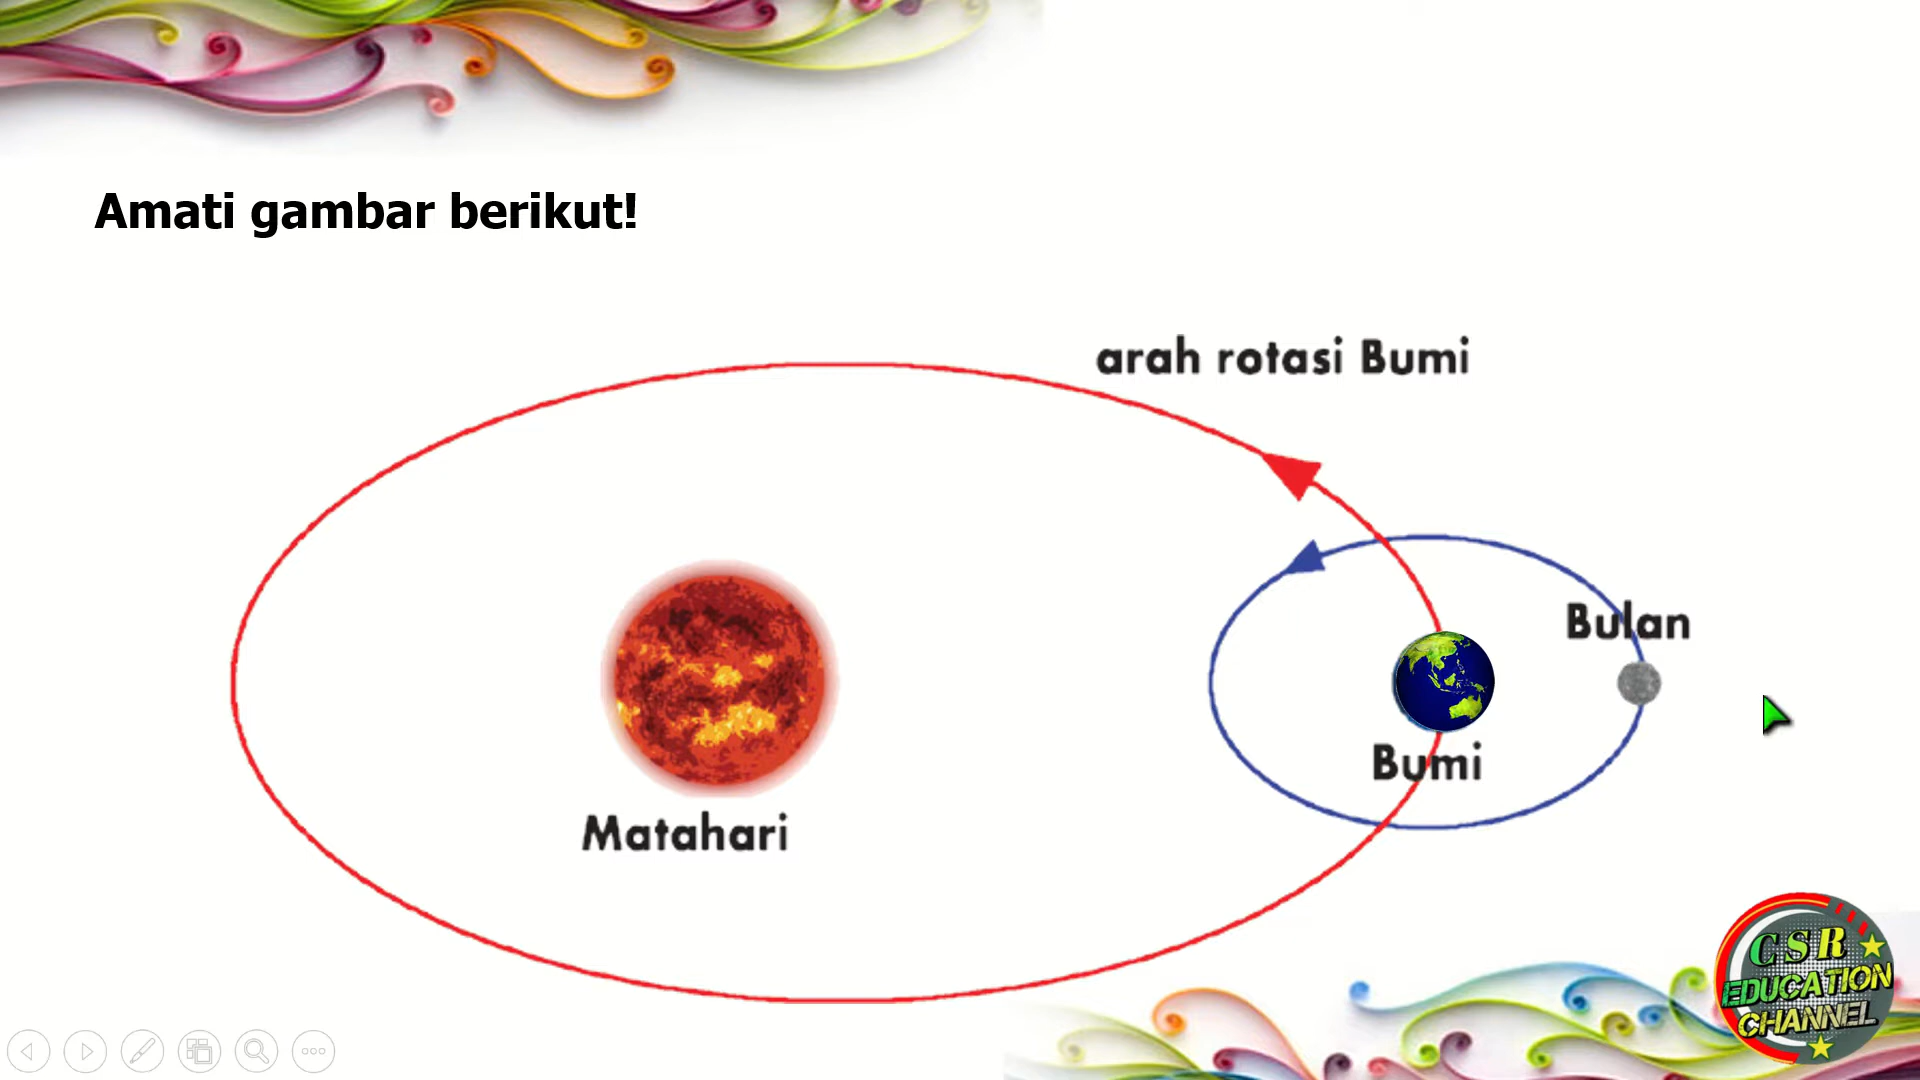 Amati gambar berikut!
arah rotasi Bumi
Bulan
Bumi
Matahari
CSR
EDUCATION
CHANNEL